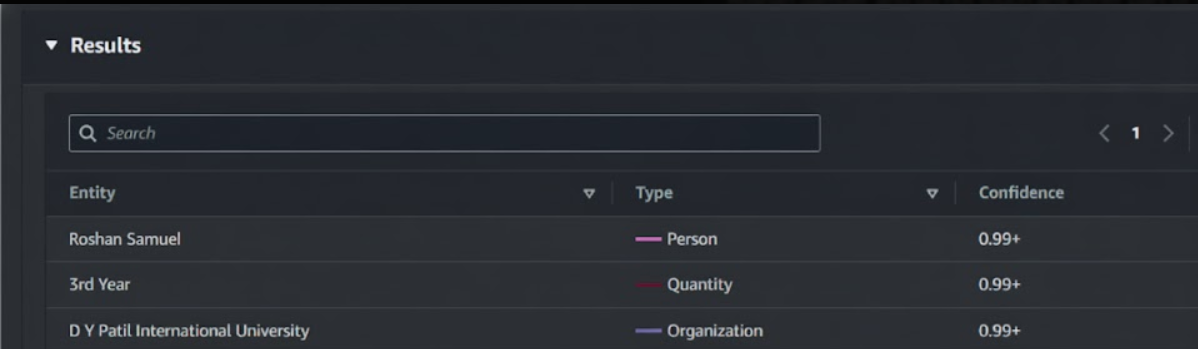 Results
Search
1
Entity Type Confidence
Roshan Samuel Person 0.99+
3rd Year Quantity 0.99+
D Y Patil International University Organization 0.99+